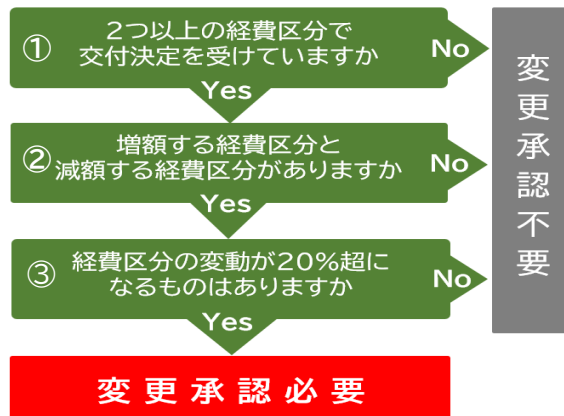 ① 2つ以上の経費区分で
交付決定を受けていますか
No
Yes
② 増額する経費区分と
減額する経費区分がありますか
No
Yes
③ 経費区分の変動が20%超に
なるものはありますか
No
Yes
変更承認必要
変更承認不要